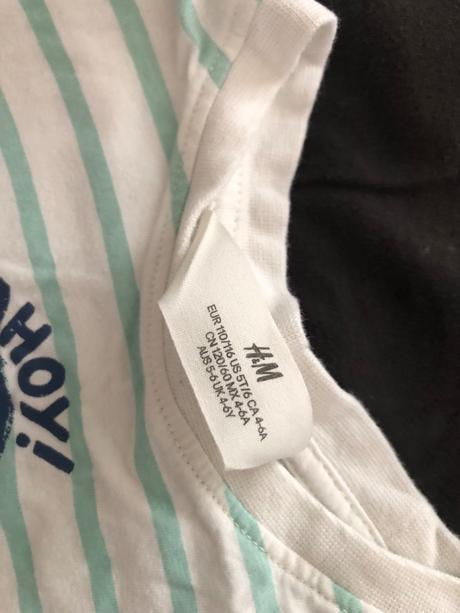 H&M
EUR 110/116 US 5T/6 CA 4-6A
CN 120/60 MX 4-6A
AUS 5-6 UK 4-6Y
AHOY!